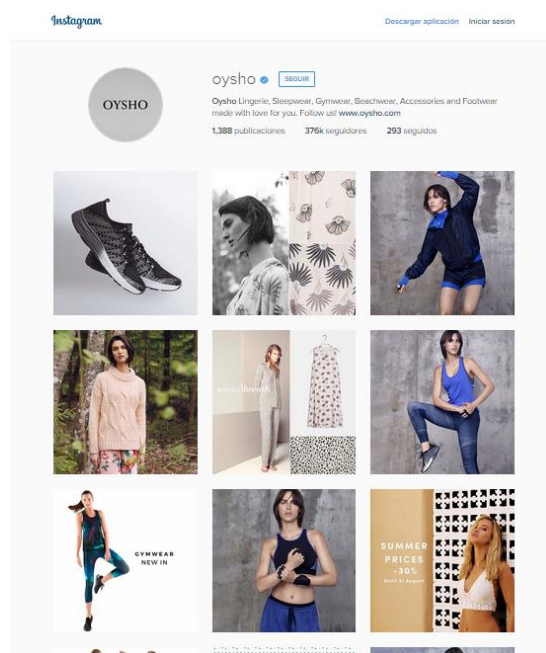 Instagram
Descargar aplicación Iniciar sesión
oysho SEGUIR
OYSHO
Oysho Lingerie, Sleepwear, Gymwear, Beachwear, Accessories and Footwear
made with love for you. Follow us! www.oysho.com
1,388 publicaciones 376k seguidores 293 seguidos
GYMWEAR
NEW IN
SUMMER
PRICES
-30%